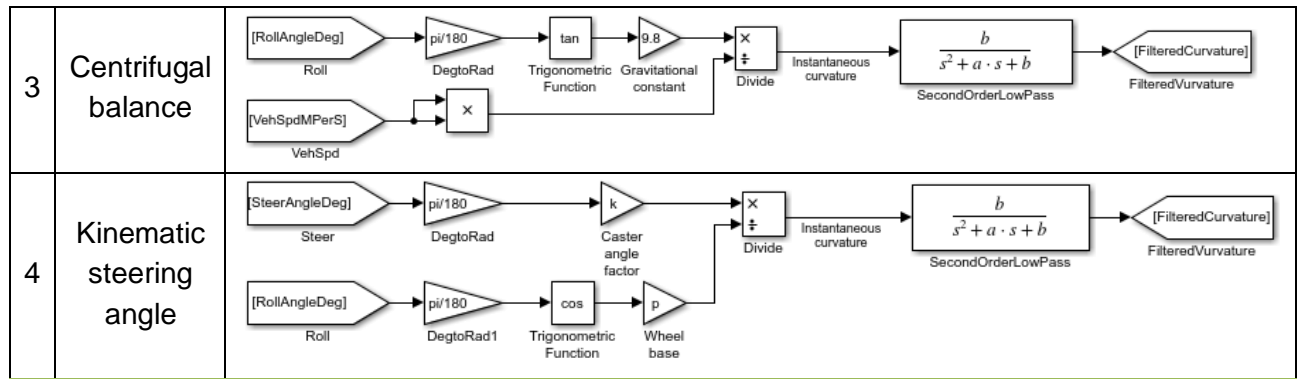 3
Centrifugal
balance
[RollAngleDeg]
Roll
pi/180
DegtoRad
tan
Trigonometric
Function
9.8
Gravitational
constant
×
÷
Divide
Instantaneous
curvature
b
s² + a · s + b
SecondOrderLowPass
[FilteredCurvature]
FilteredVurvature
[VehSpdMPerS]
VehSpd
×
4
Kinematic
steering
angle
[SteerAngleDeg]
Steer
pi/180
DegtoRad
k
Caster
angle
factor
×
÷
Divide
Instantaneous
curvature
b
s² + a · s + b
SecondOrderLowPass
[FilteredCurvature]
FilteredVurvature
[RollAngleDeg]
Roll
pi/180
DegtoRad1
cos
Trigonometric
Function
p
Wheel
base